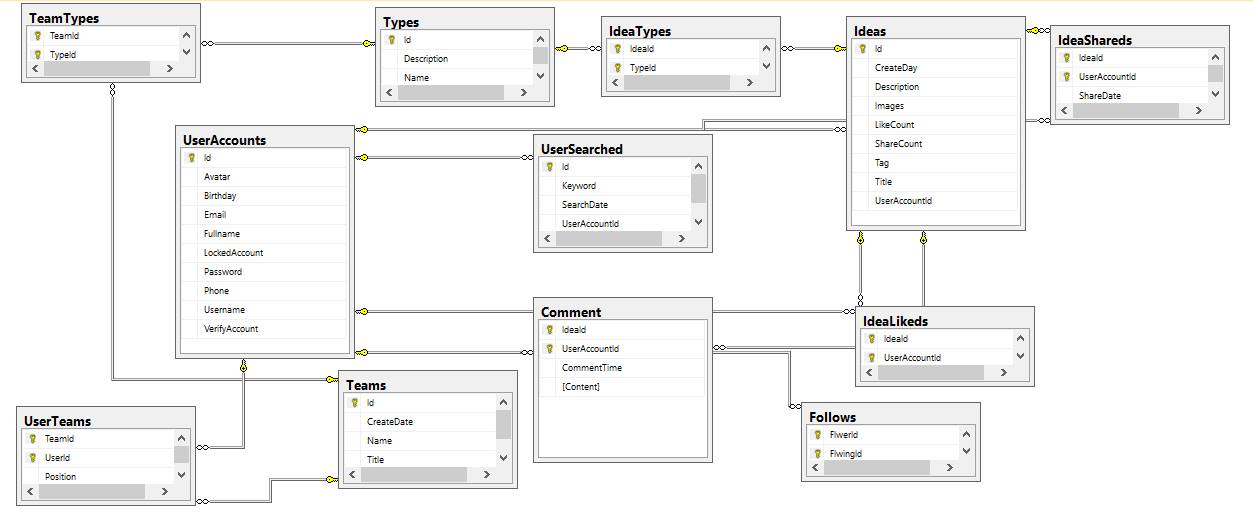 TeamTypes
TeamId
TypeId
Types
Id
Description
Name
IdeaTypes
IdeaId
TypeId
Ideas
Id
CreateDay
Description
Images
LikeCount
ShareCount
Tag
Title
UserAccountId
IdeaShareds
IdeaId
UserAccountId
ShareDate
UserAccounts
Id
Avatar
Birthday
Email
Fullname
LockedAccount
Password
Phone
Username
VerifyAccount
UserSearched
Id
Keyword
SearchDate
UserAccountId
Comment
IdeaId
UserAccountId
CommentTime
[Content]
IdeaLikeds
IdeaId
UserAccountId
Teams
Id
CreateDate
Name
Title
UserTeams
TeamId
UserId
Position
Follows
FlwerId
FlwingId